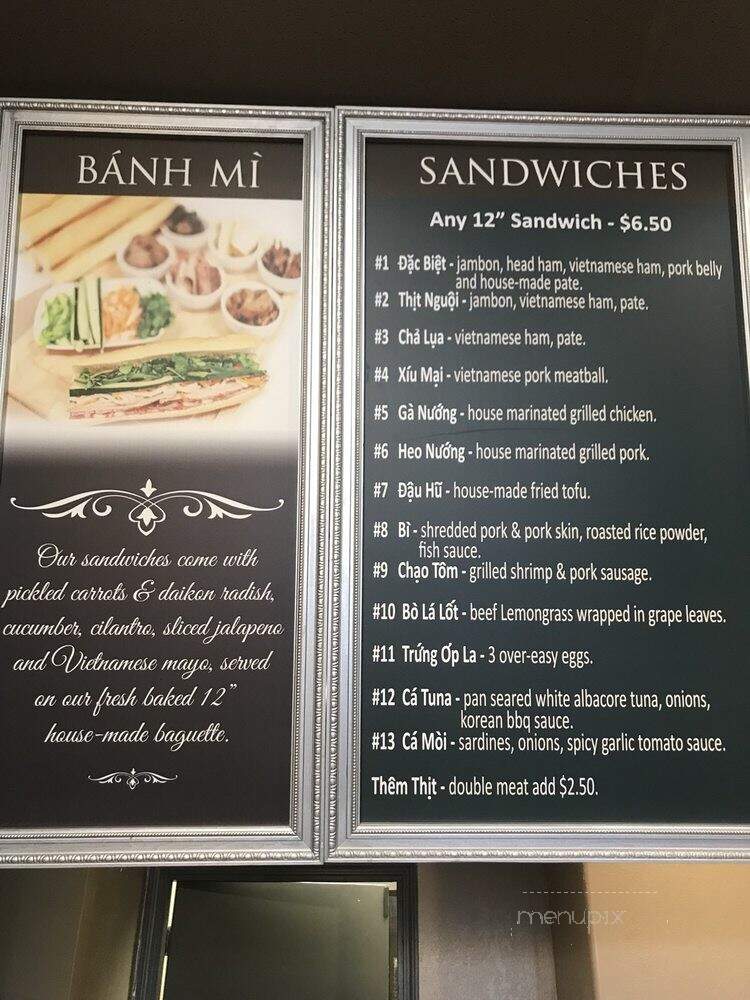 BÁNH MÌ
Our sandwiches come with
pickled carrots & daikon radish,
cucumber, cilantro, sliced jalapeno
and Vietnamese mayo, served
on our fresh baked 12”
house-made baguette.
SANDWICHES
Any 12” Sandwich - $6.50
#1 Đặc Biệt - jambon, head ham, vietnamese ham, pork belly
and house-made pate.
#2 Thịt Nguội - jambon, vietnamese ham, pate.
#3 Chả Lụa - vietnamese ham, pate.
#4 Xíu Mại - vietnamese pork meatball.
#5 Gà Nướng - house marinated grilled chicken.
#6 Heo Nướng - house marinated grilled pork.
#7 Đậu Hũ - house-made fried tofu.
#8 Bì - shredded pork & pork skin, roasted rice powder,
fish sauce.
#9 Chạo Tôm - grilled shrimp & pork sausage.
#10 Bò Lá Lốt - beef Lemongrass wrapped in grape leaves.
#11 Trứng Ợp La - 3 over-easy eggs.
#12 Cá Tuna - pan seared white albacore tuna, onions,
korean bbq sauce.
#13 Cá Mòi - sardines, onions, spicy garlic tomato sauce.
Thêm Thịt - double meat add $2.50.
menupix